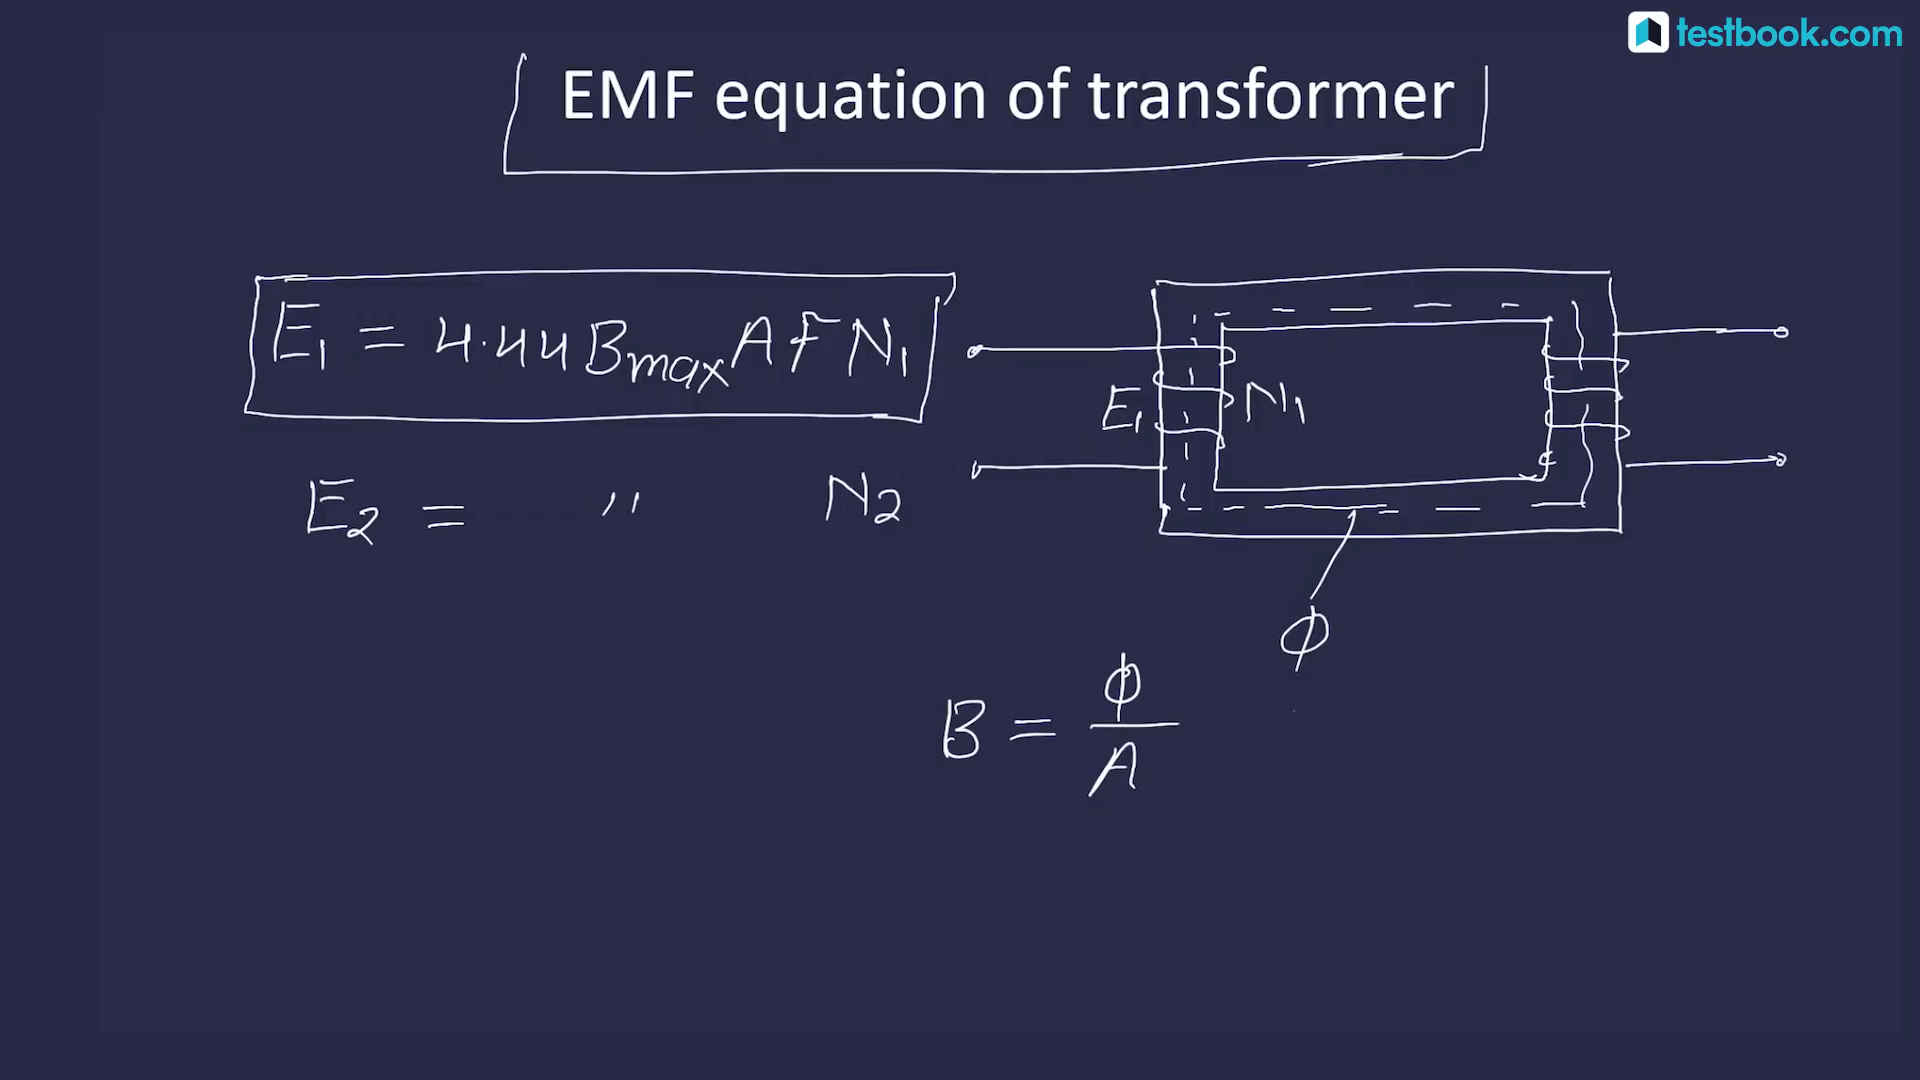 testbook.com
EMF equation of transformer
E₁ = 4.44 Bmax A F N₁
E₂ = " N₂
E₁ N₁
ϕ
B = ϕ/A